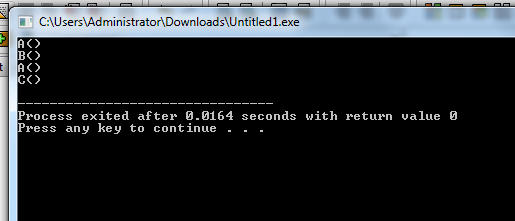 C:\Users\Administrator\Downloads\Untitled1.exe
A()
B()
A()
C()
--------------------------------
Process exited after 0.0164 seconds with return value 0
Press any key to continue . . .